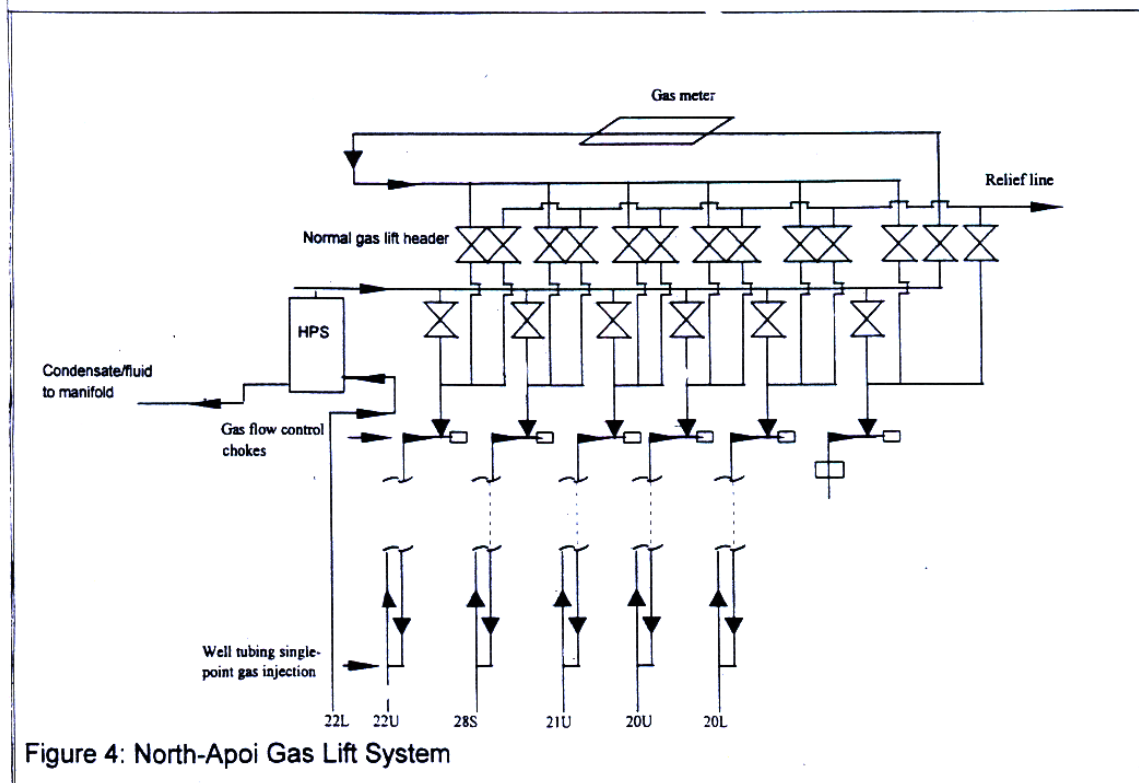 Gas meter
Relief line
Normal gas lift header
HPS
Condensate/fluid
to manifold
Gas flow control
chokes
Well tubing single-
point gas injection
22L 22U 28S 21U 20U 20L
Figure 4: North-Apoi Gas Lift System